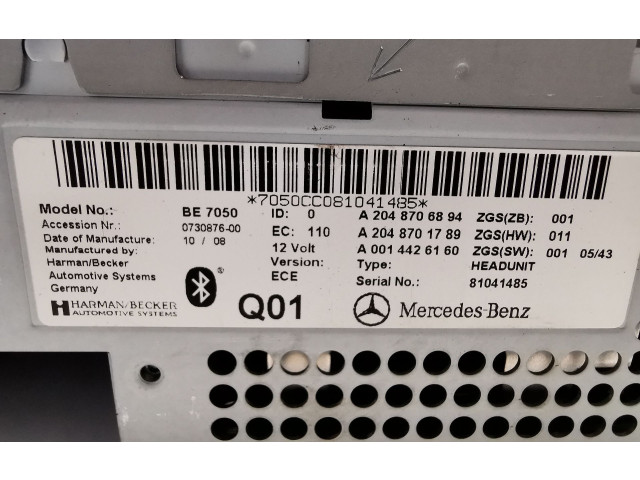 *7050CC081041485*
Model No.: BE 7050 ID: 0 A 204 870 68 94 ZGS(ZB): 001
Accession Nr.: 0730876-00 EC: 110 A 204 870 17 89 ZGS(HW): 011
Date of Manufacture: 10 / 08 12 Volt A 001 442 61 60 ZGS(SW): 001 05/43
Manufactured by: Version: Type: HEADUNIT
Harman/Becker ECE Serial No.: 81041485
Automotive Systems
Germany
HARMAN/BECKER
AUTOMOTIVE SYSTEMS
®
Q01
Mercedes-Benz